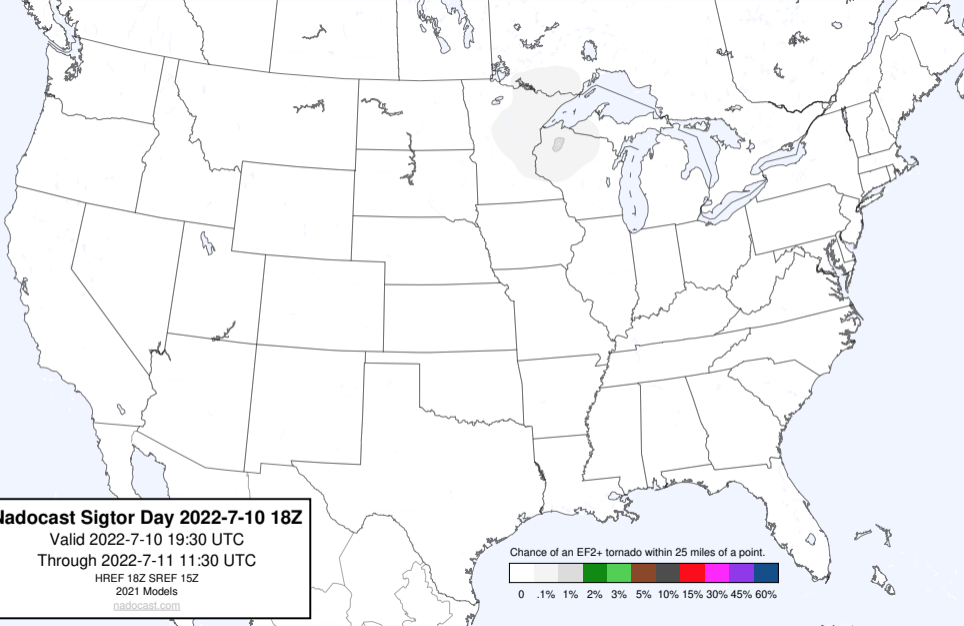 Nadocast Sigtor Day 2022-7-10 18Z
Valid 2022-7-10 19:30 UTC
Through 2022-7-11 11:30 UTC
HREF 18Z SREF 15Z
2021 Models
nadocast.com
Chance of an EF2+ tornado within 25 miles of a point.
0 .1% 1% 2% 3% 5% 10% 15% 30% 45% 60%